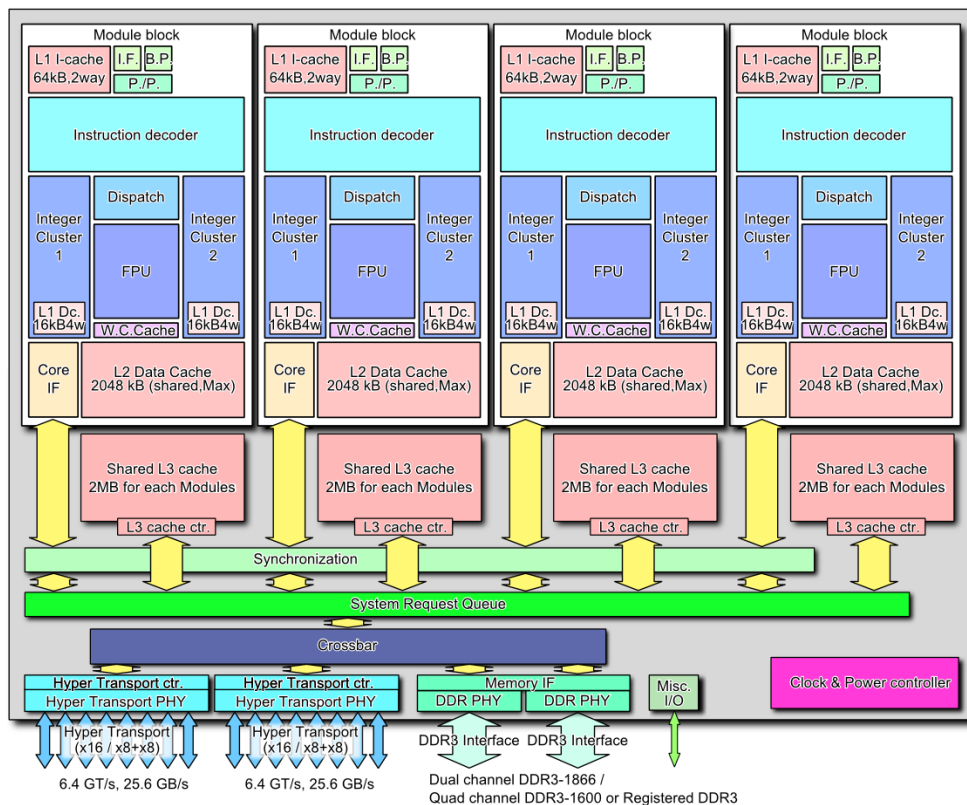 Module block
L1 I-cache
64kB,2way
I.F.
B.P.
P./P.
Instruction decoder
Integer
Cluster
1
Dispatch
FPU
Integer
Cluster
2
L1 Dc.
16kB4w
W.C.Cache
L1 Dc.
16kB4w
Core
IF
L2 Data Cache
2048 kB (shared,Max)
Module block
L1 I-cache
64kB,2way
I.F.
B.P.
P./P.
Instruction decoder
Integer
Cluster
1
Dispatch
FPU
Integer
Cluster
2
L1 Dc.
16kB4w
W.C.Cache
L1 Dc.
16kB4w
Core
IF
L2 Data Cache
2048 kB (shared,Max)
Module block
L1 I-cache
64kB,2way
I.F.
B.P.
P./P.
Instruction decoder
Integer
Cluster
1
Dispatch
FPU
Integer
Cluster
2
L1 Dc.
16kB4w
W.C.Cache
L1 Dc.
16kB4w
Core
IF
L2 Data Cache
2048 kB (shared,Max)
Module block
L1 I-cache
64kB,2way
I.F.
B.P.
P./P.
Instruction decoder
Integer
Cluster
1
Dispatch
FPU
Integer
Cluster
2
L1 Dc.
16kB4w
W.C.Cache
L1 Dc.
16kB4w
Core
IF
L2 Data Cache
2048 kB (shared,Max)
Shared L3 cache
2MB for each Modules
L3 cache ctr.
Shared L3 cache
2MB for each Modules
L3 cache ctr.
Shared L3 cache
2MB for each Modules
L3 cache ctr.
Shared L3 cache
2MB for each Modules
L3 cache ctr.
Synchronization
System Request Queue
Crossbar
Hyper Transport ctr.
Hyper Transport PHY
Hyper Transport ctr.
Hyper Transport PHY
Memory IF
DDR PHY
DDR PHY
Misc.
I/O
Clock & Power controller
Hyper Transport
(x16 / x8+x8)
6.4 GT/s, 25.6 GB/s
Hyper Transport
(x16 / x8+x8)
6.4 GT/s, 25.6 GB/s
DDR3 Interface
DDR3 Interface
Dual channel DDR3-1866 /
Quad channel DDR3-1600 or Registered DDR3